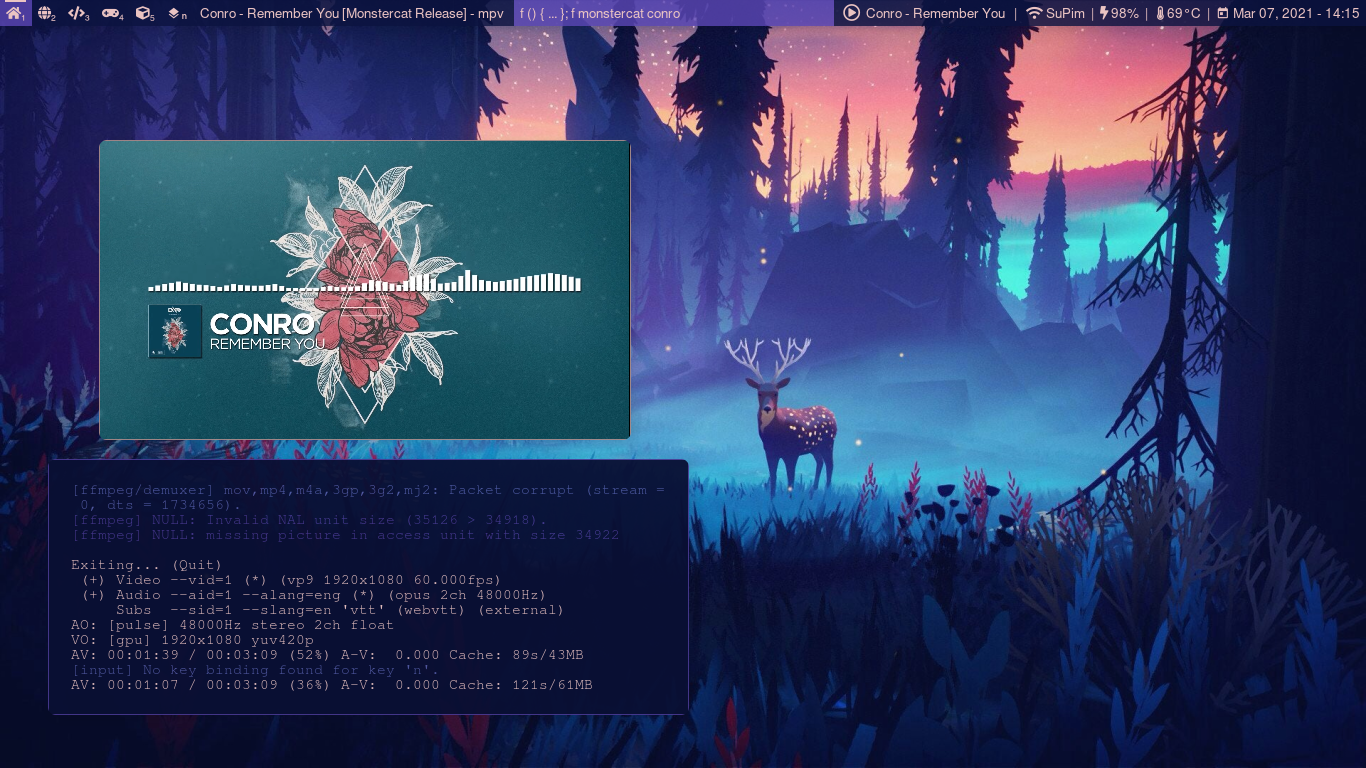 1 2 3 4 5 n Conro - Remember You [Monstercat Release] - mpv f () { ... }; f monstercat conro Conro - Remember You | SuPim | 98% | 69°C | Mar 07, 2021 - 14:15
CONRO
REMEMBER YOU
[ffmpeg/demuxer] mov,mp4,m4a,3gp,3g2,mj2: Packet corrupt (stream =
0, dts = 1734656).
[ffmpeg] NULL: Invalid NAL unit size (35126 > 34918).
[ffmpeg] NULL: missing picture in access unit with size 34922
Exiting... (Quit)
(+) Video --vid=1 (*) (vp9 1920x1080 60.000fps)
(+) Audio --aid=1 --alang=eng (*) (opus 2ch 48000Hz)
Subs --sid=1 --slang=en 'vtt' (webvtt) (external)
AO: [pulse] 48000Hz stereo 2ch float
VO: [gpu] 1920x1080 yuv420p
AV: 00:01:39 / 00:03:09 (52%) A-V: 0.000 Cache: 89s/43MB
[input] No key binding found for key 'n'.
AV: 00:01:07 / 00:03:09 (36%) A-V: 0.000 Cache: 121s/61MB